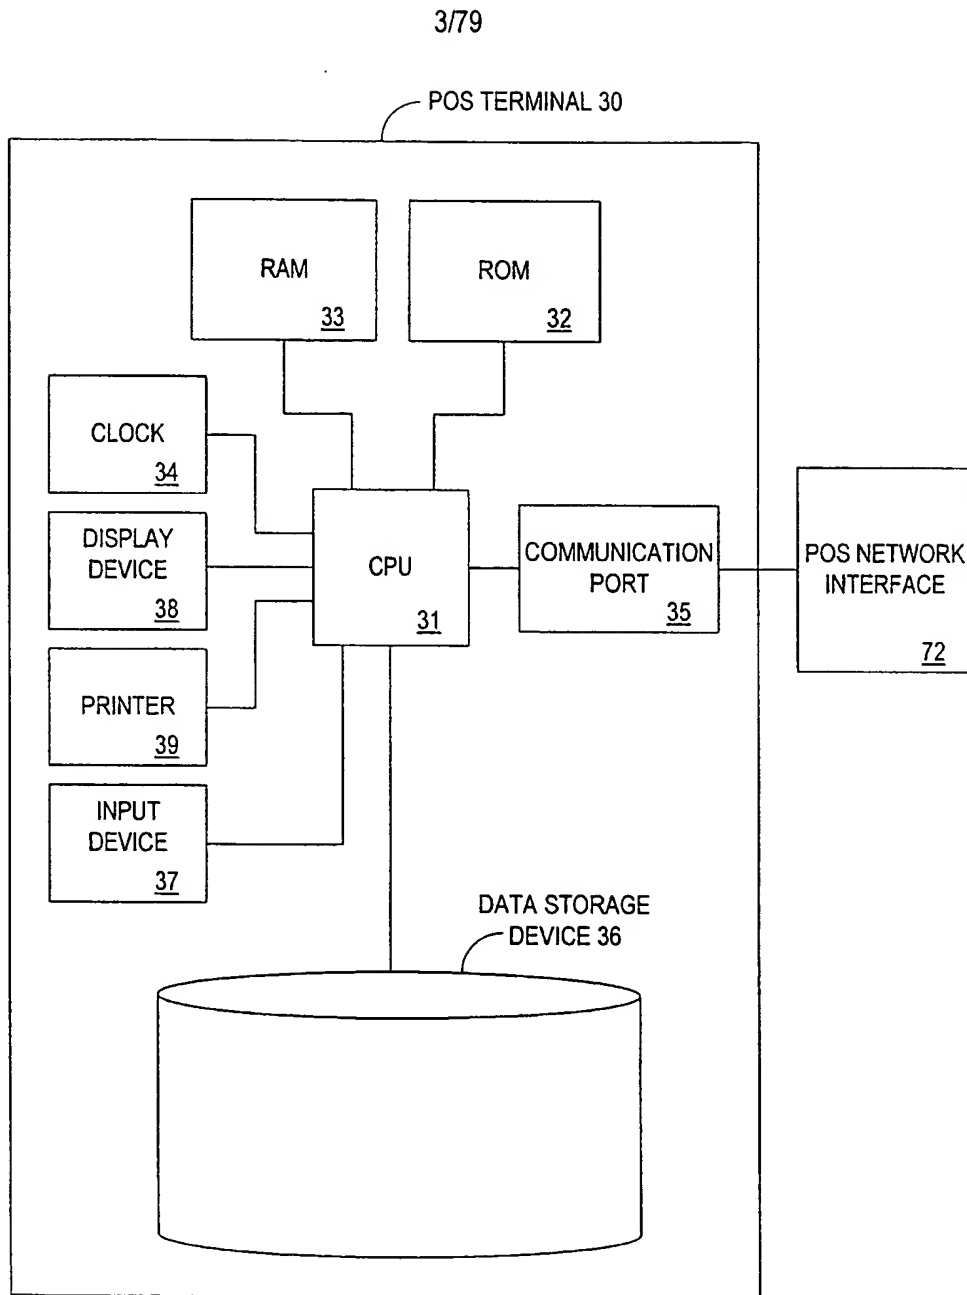 3/79
POS TERMINAL 30
RAM
33
ROM
32
CLOCK
34
DISPLAY
DEVICE
38
PRINTER
39
INPUT
DEVICE
37
CPU
31
COMMUNICATION
PORT
35
POS NETWORK
INTERFACE
72
DATA STORAGE
DEVICE 36